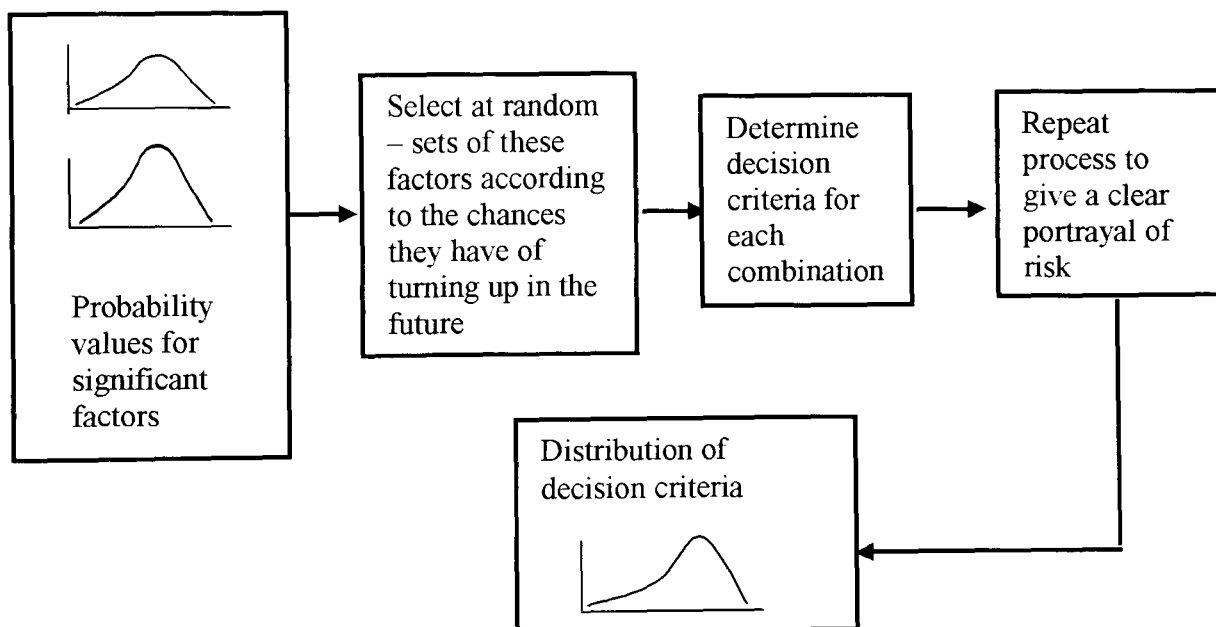 Probability
values for
significant
factors
Select at random
– sets of these
factors according
to the chances
they have of
turning up in the
future
Determine
decision
criteria for
each
combination
Repeat
process to
give a clear
portrayal of
risk
Distribution of
decision criteria